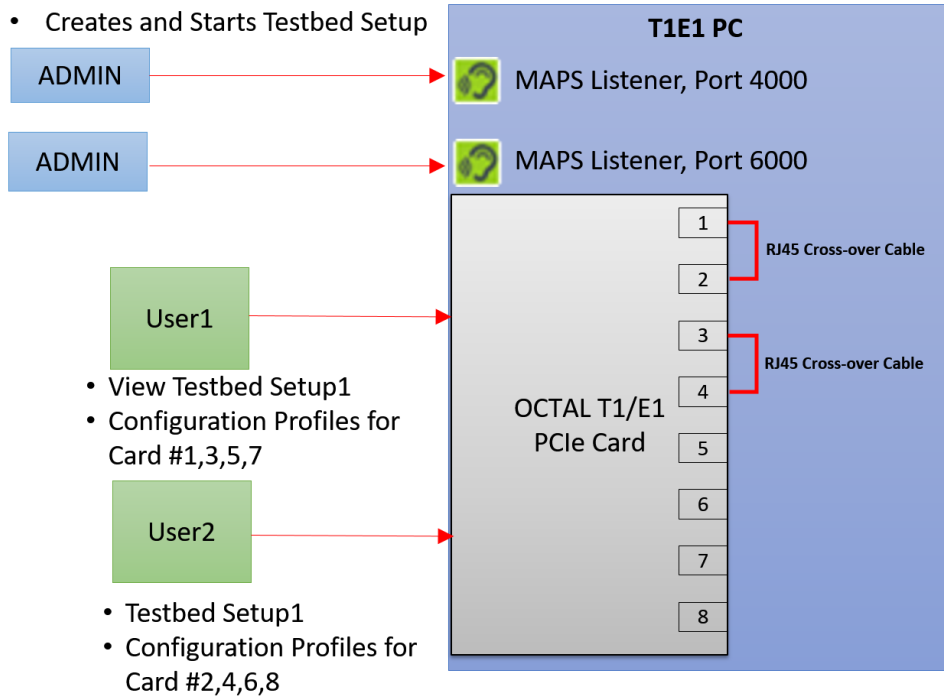 • Creates and Starts Testbed Setup
T1E1 PC
ADMIN
MAPS Listener, Port 4000
ADMIN
MAPS Listener, Port 6000
1
RJ45 Cross-over Cable
2
User1
3
RJ45 Cross-over Cable
4
• View Testbed Setup1
• Configuration Profiles for
Card #1,3,5,7
OCTAL T1/E1
PCIe Card
5
6
User2
7
8
• Testbed Setup1
• Configuration Profiles for
Card #2,4,6,8